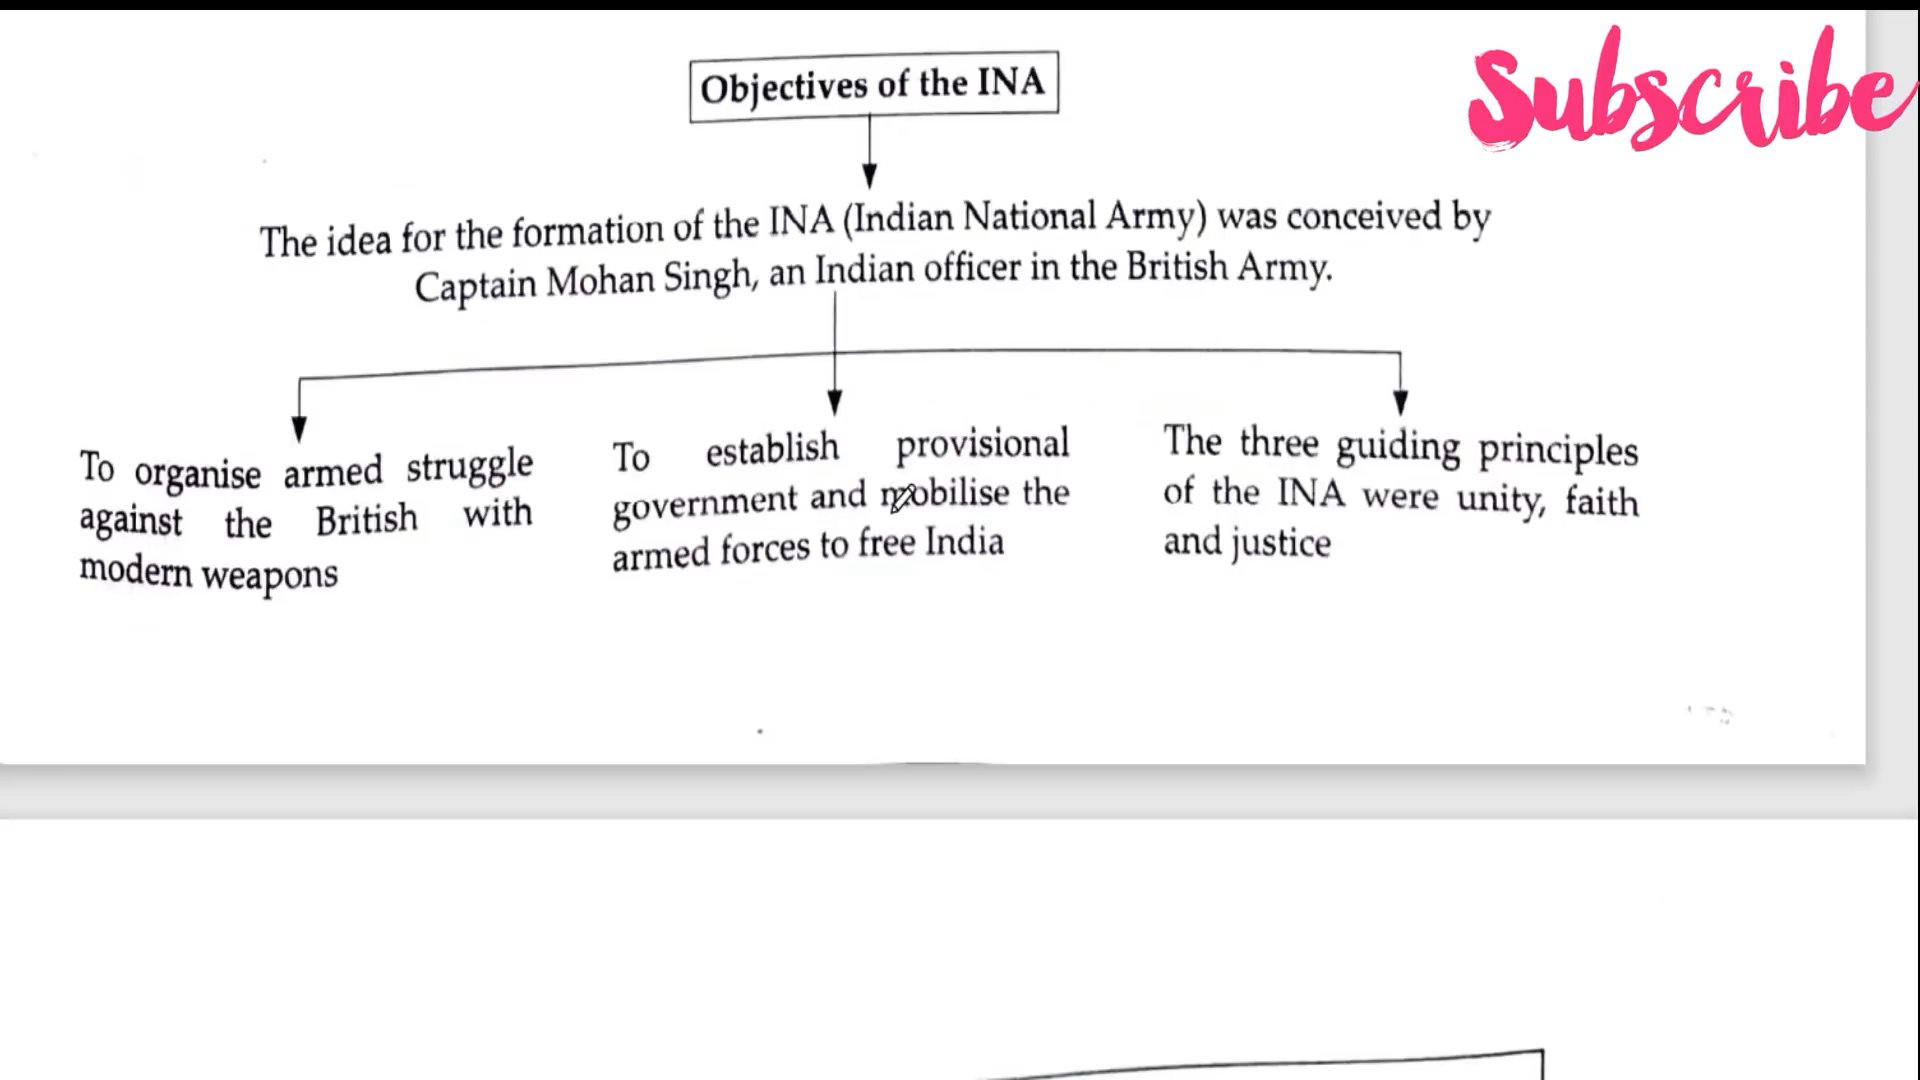 Objectives of the INA
Subscribe
The idea for the formation of the INA (Indian National Army) was conceived by
Captain Mohan Singh, an Indian officer in the British Army.
To organise armed struggle
against the British with
modern weapons
To establish provisional
government and mobilise the
armed forces to free India
The three guiding principles
of the INA were unity, faith
and justice